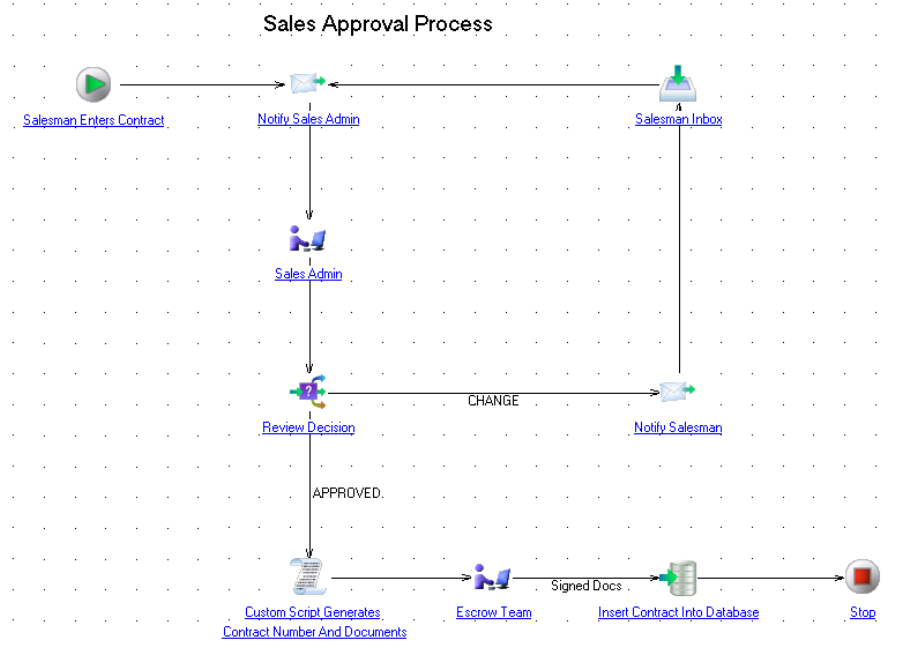 Sales Approval Process
Salesman Enters Contract
Notify Sales Admin
Salesman Inbox
Sales Admin
?
CHANGE
Review Decision
Notify Salesman
APPROVED
Signed Docs
Custom Script Generates
Contract Number And Documents
Escrow Team
Insert Contract Into Database
Stop